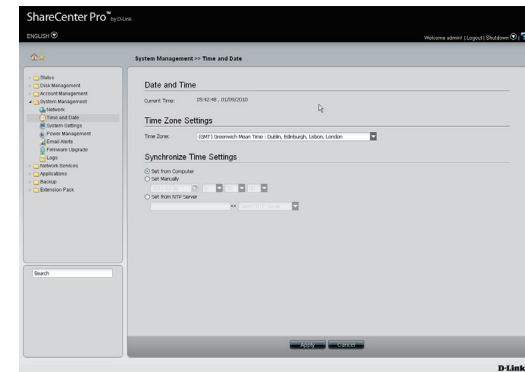 ShareCenter Pro™ by D-Link
ENGLISH
Welcome admin! | Logout | Shutdown |
System Management >> Time and Date
Status
Disk Management
Account Management
System Management
Network
Time and Date
System Settings
Power Management
Email Alerts
Firmware Upgrade
Logs
Network Services
Applications
Backup
Extension Pack
Search
Date and Time
Current Time:
15:42:48 , 01/09/2010
Time Zone Settings
Time Zone:
(GMT) Greenwich Mean Time : Dublin, Edinburgh, Lisbon, London
Synchronize Time Settings
Set from Computer
Set Manually
Set from NTP Server
<<
Apply
Cancel
D-Link